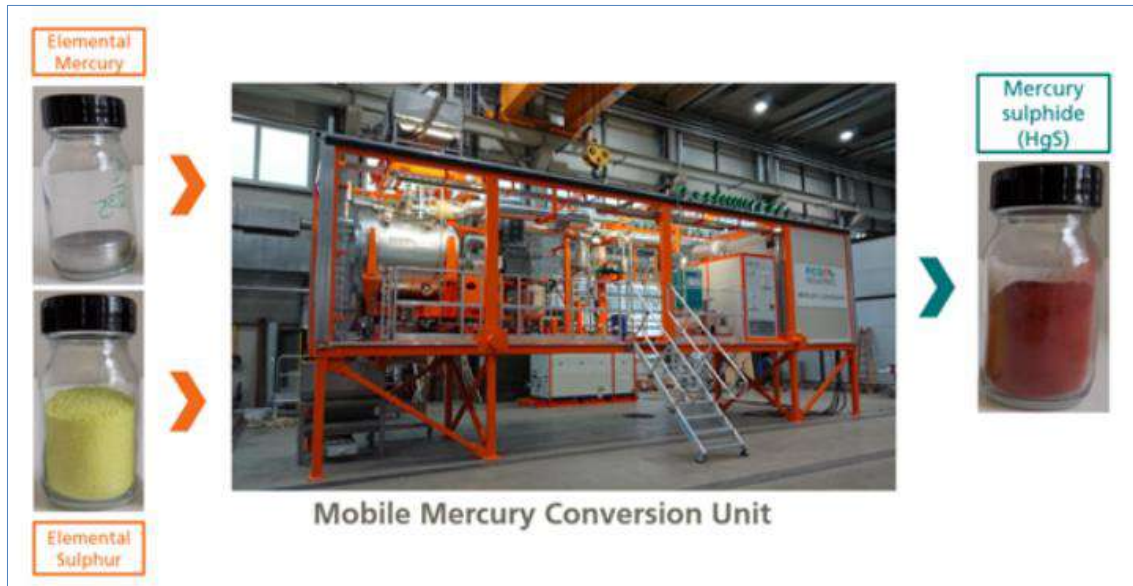 Elemental
Mercury
Mercury
sulphide
(HgS)
Mobile Mercury Conversion Unit
Elemental
Sulphur